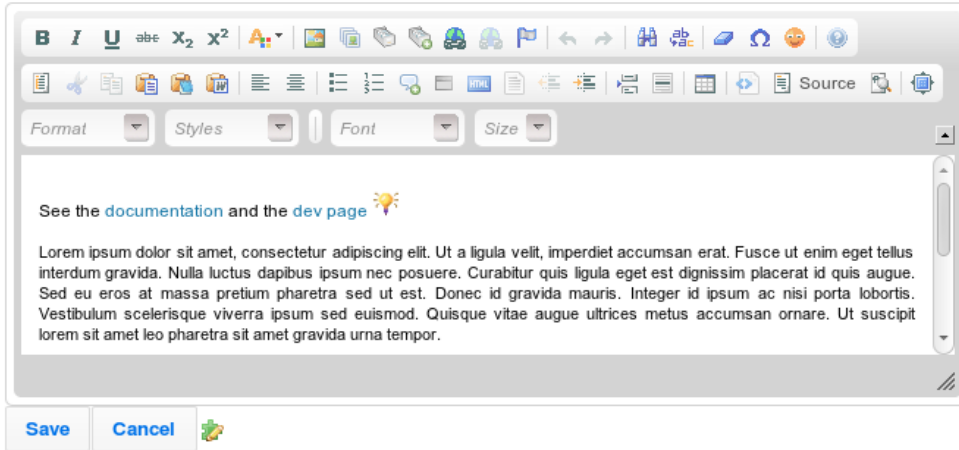 B I U abc X₂ X² A
HTML Source
Format Styles Font Size
See the documentation and the dev page
Lorem ipsum dolor sit amet, consectetur adipiscing elit. Ut a ligula velit, imperdiet accumsan erat. Fusce ut enim eget tellus
interdum gravida. Nulla luctus dapibus ipsum nec posuere. Curabitur quis ligula eget est dignissim placerat id quis augue.
Sed eu eros at massa pretium pharetra sed ut est. Donec id gravida mauris. Integer id ipsum ac nisi porta lobortis.
Vestibulum scelerisque viverra ipsum sed euismod. Quisque vitae augue ultrices metus accumsan ornare. Ut suscipit
lorem sit amet leo pharetra sit amet gravida urna tempor.
Save Cancel